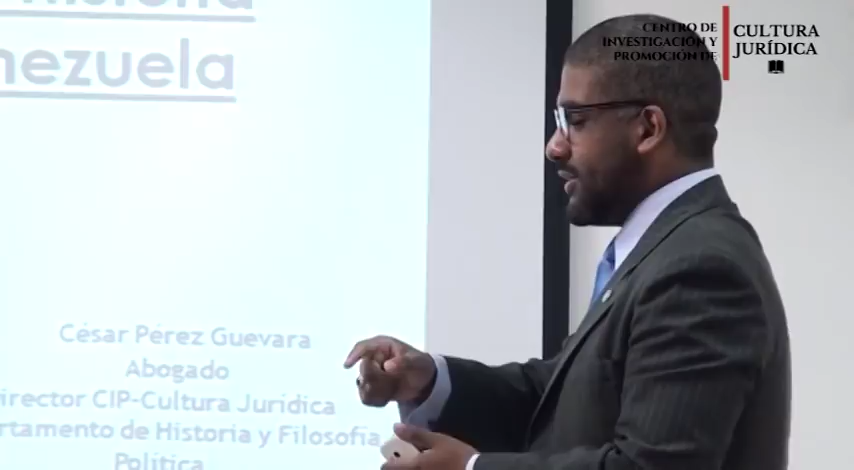 nezuela
César Pérez Guevara
Abogado
Director CIP-Cultura Jurídica
rtamento de Historia y Filosofía
Política
CENTRO DE
INVESTIGACIÓN Y
PROMOCIÓN DE
CULTURA
JURÍDICA